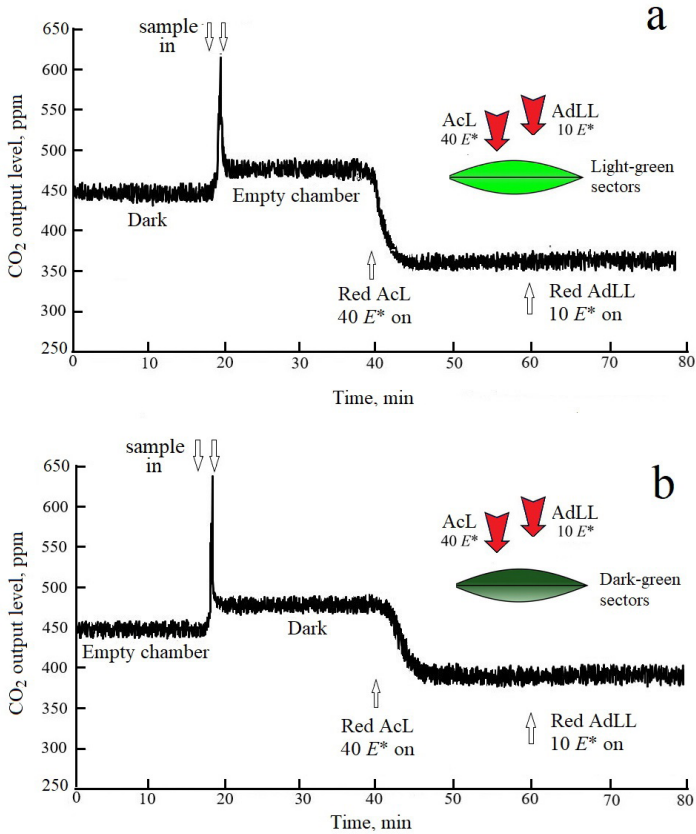 a
sample
in
650
600
550
500
450
400
350
300
250
CO2 output level, ppm
AcL
40 E*
AdLL
10 E*
Light-green
sectors
Dark
Empty chamber
Red AcL
40 E* on
Red AdLL
10 E* on
0 10 20 30 40 50 60 70 80
Time, min
b
sample
in
650
600
550
500
450
400
350
300
250
CO2 output level, ppm
AcL
40 E*
AdLL
10 E*
Dark-green
sectors
Empty chamber
Dark
Red AcL
40 E* on
Red AdLL
10 E* on
0 10 20 30 40 50 60 70 80
Time, min